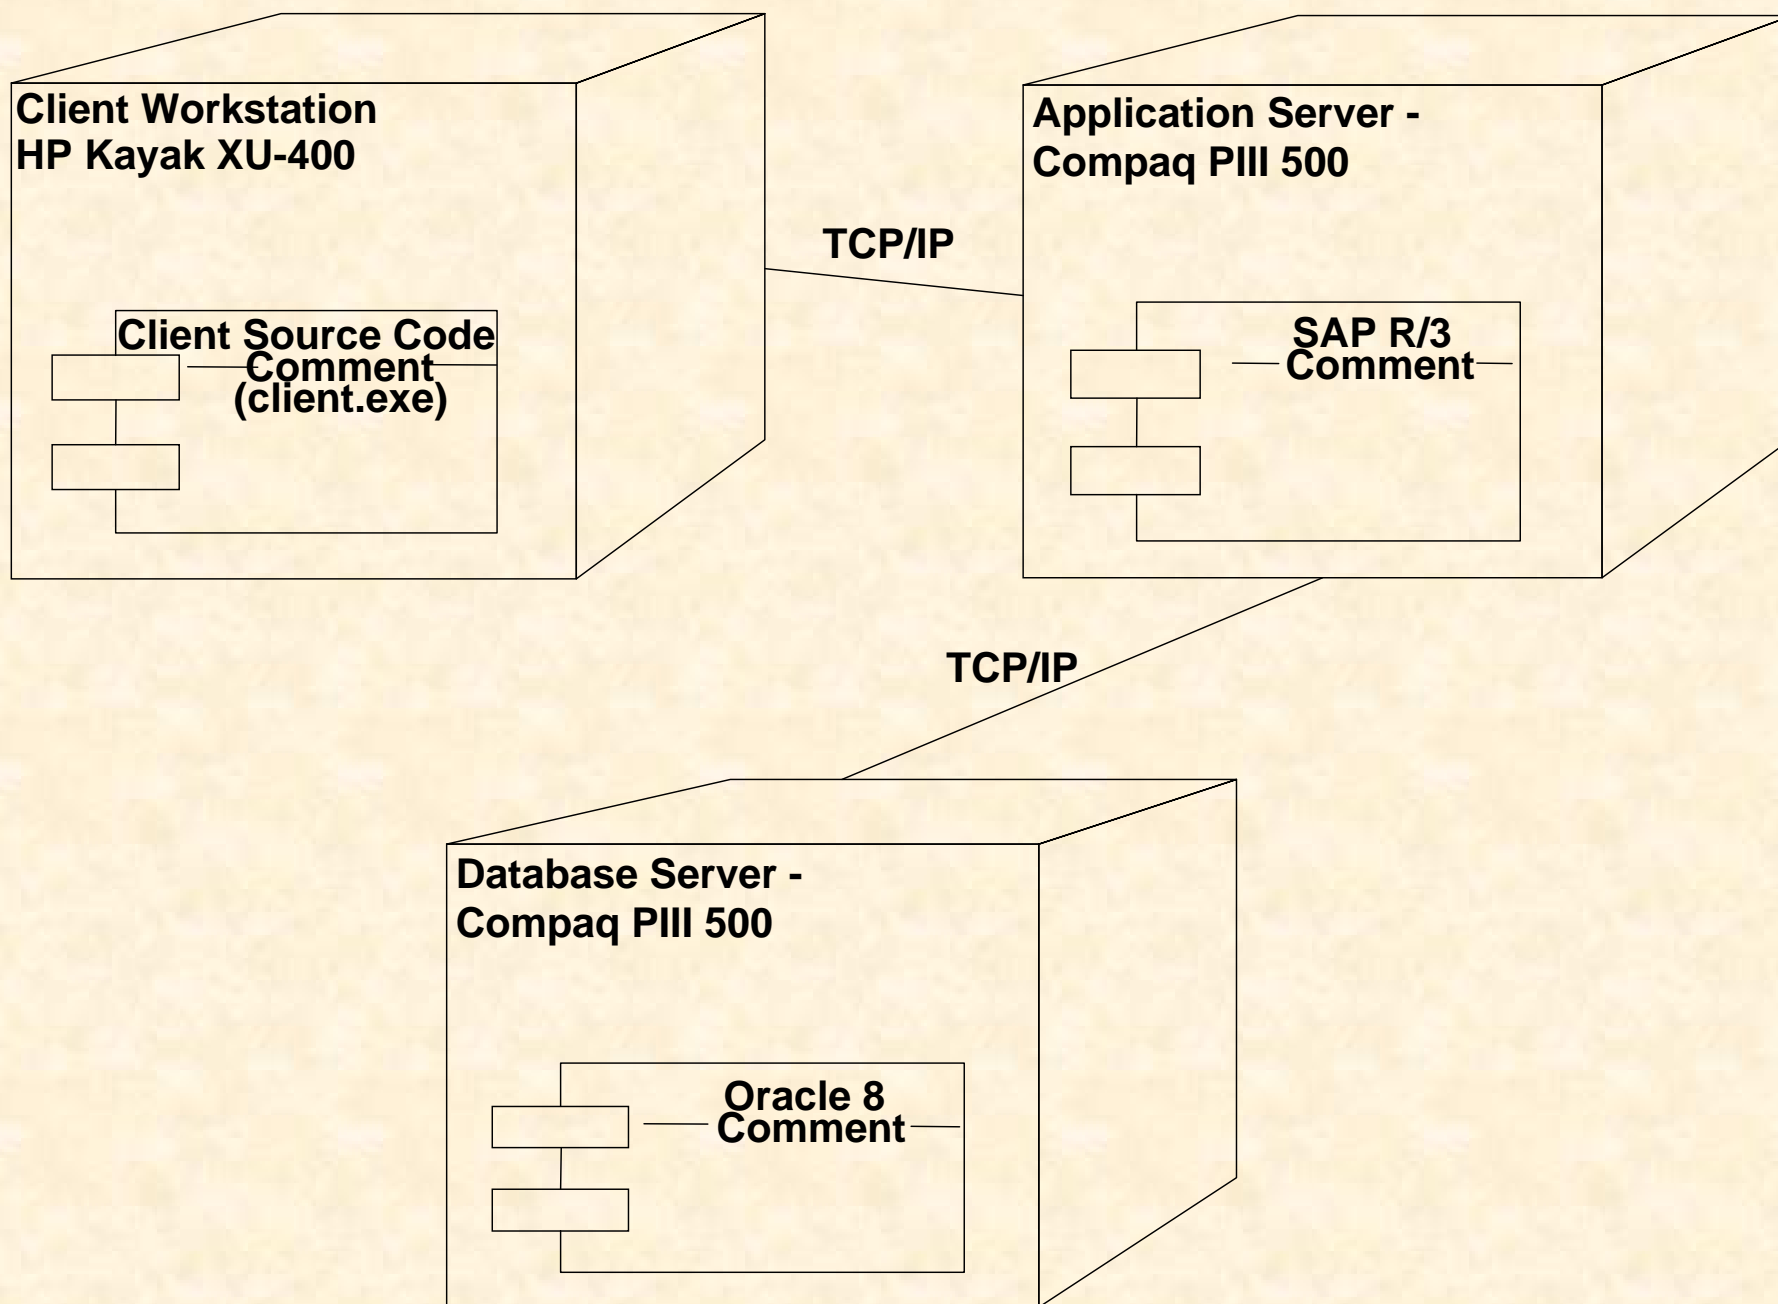 Client Workstation
HP Kayak XU-400
Client Source Code
Comment
(client.exe)
TCP/IP
Application Server -
Compaq PIII 500
SAP R/3
Comment
TCP/IP
Database Server -
Compaq PIII 500
Oracle 8
Comment